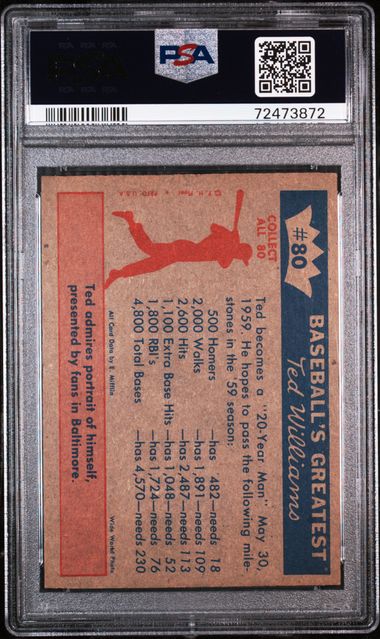 PSA
72473872
#80
BASEBALL'S GREATEST
Ted Williams
COLLECT
ALL 80
Ted becomes a "20-Year Man" May 30,
1959. He hopes to pass the following mile-
stones in the '59 season:
500 Homers —has 482—needs 18
2,000 Walks —has 1,891—needs 109
2,600 Hits —has 2,487—needs 113
1,100 Extra Base Hits —has 1,048—needs 52
1,800 RBI's —has 1,724—needs 76
4,800 Total Bases —has 4,570—needs 230
All Card Data by E. Mifflin
Wide World Photo
Ted admires portrait of himself,
presented by fans in Baltimore.